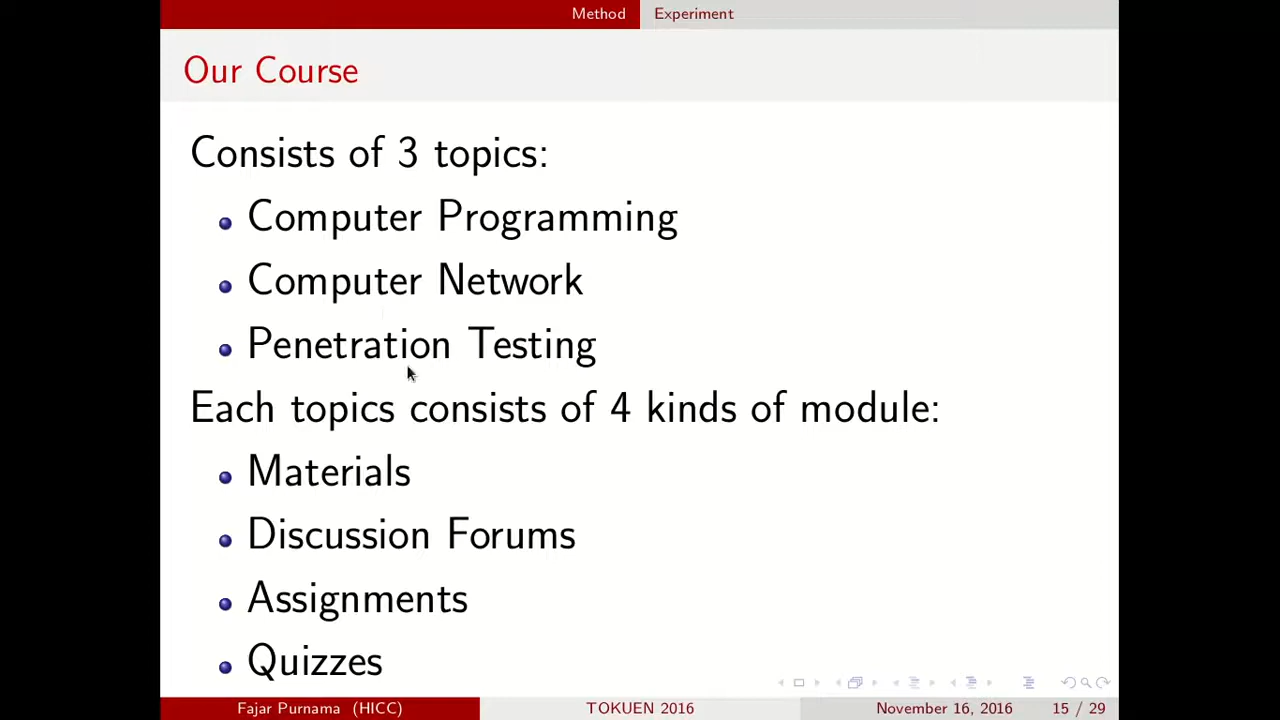 Method Experiment
Our Course
Consists of 3 topics:
Computer Programming
Computer Network
Penetration Testing
Each topics consists of 4 kinds of module:
Materials
Discussion Forums
Assignments
Quizzes
Fajar Purnama (HICC) TOKUEN 2016 November 16, 2016 15 / 29